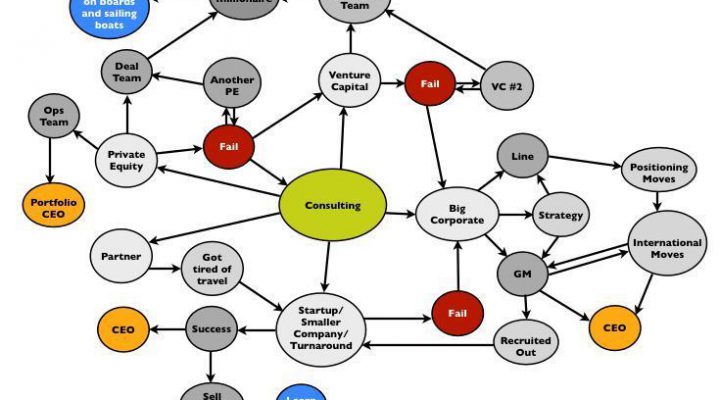 on boards
and sailing
boats
Millionaire
Team
Deal
Team
Another
PE
Venture
Capital
Fail
VC #2
Ops
Team
Private
Equity
Fail
Line
Positioning
Moves
Portfolio
CEO
Consulting
Big
Corporate
Strategy
International
Moves
Partner
Got
tired of
travel
GM
Startup/
Smaller
Company/
Turnaround
Fail
CEO
CEO
Success
Recruited
Out
Sell